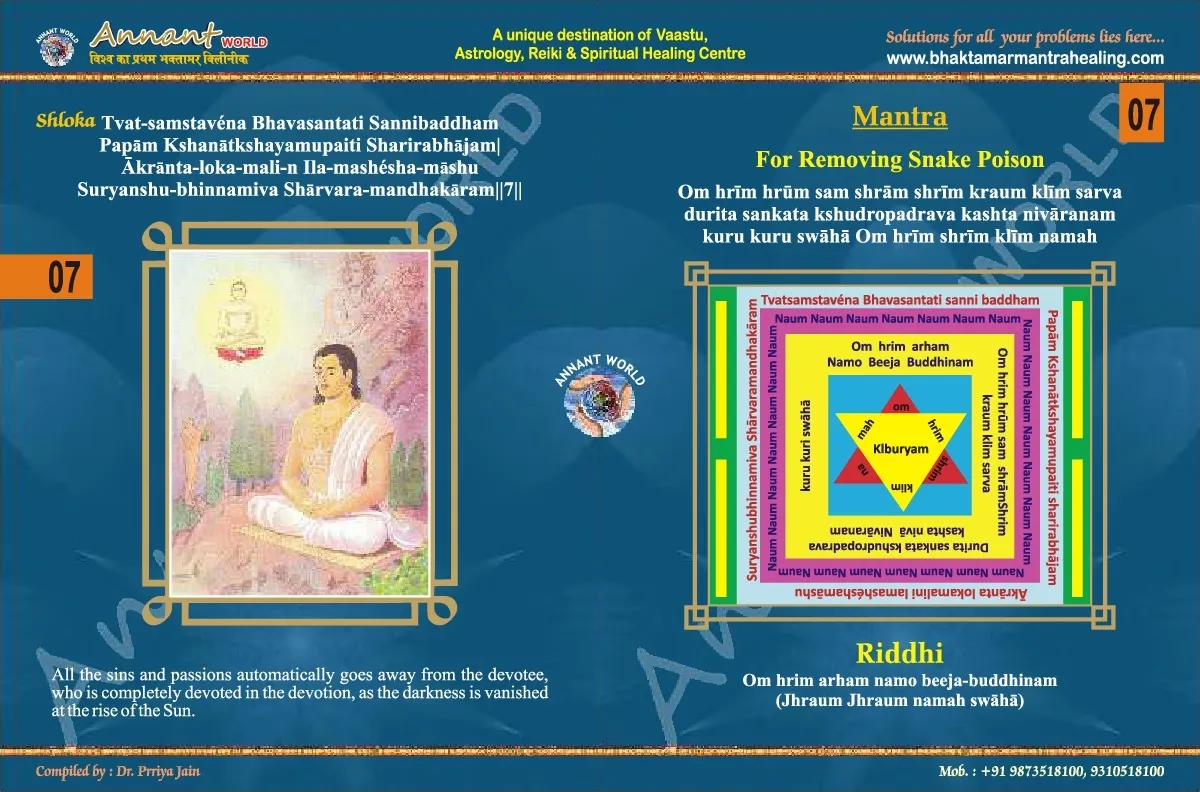 ANNANT WORLD
Annant WORLD
विश्व का प्रथम भक्तामर क्लिीनीक
A unique destination of Vaastu,
Astrology, Reiki & Spiritual Healing Centre
Solutions for all your problems lies here...
www.bhaktamarmantrahealing.com
Shloka Tvat-samstavéna Bhavasantati Sannibaddham
Papām Kshanātkshayamupaiti Sharirabhājam|
Ākrānta-loka-mali-n Ila-mashésha-māshu
Suryanshu-bhinnamiva Shārvara-mandhakāram||7||
07
All the sins and passions automatically goes away from the devotee,
who is completely devoted in the devotion, as the darkness is vanished
at the rise of the Sun.
ANNANT WORLD
07
Mantra
For Removing Snake Poison
Om hrīm hrūm sam shrām shrīm kraum klīm sarva
durita sankata kshudropadrava kashta nivāranam
kuru kuru swāhā Om hrīm shrīm klīm namah
Tvatsamstavéna Bhavasantati sanni baddham
Papām Kshanātkshayamupaiti sharirabhājam
Ākrānta lokamalini lamashéshamāshu
Suryanshubhinnamiva Shārvaramandhakāram
Naum Naum Naum Naum Naum Naum Naum
Naum Naum Naum Naum Naum Naum Naum Naum
Naum Naum Naum Naum Naum Naum Naum
Naum Naum Naum Naum Naum Naum Naum
Om hrim arham
Namo Beeja Buddhinam
Om hrim hrūm sam shrāmShrim
kraum klim sarva
Durita sankata kshudropadrava
kashta nivā Nivāranam
kuru kuri swāhā
om
hrim
shrim
klim
na
mah
Klburyam
Riddhi
Om hrim arham namo beeja-buddhinam
(Jhraum Jhraum namah swāhā)
Compiled by : Dr. Prriya Jain
Mob. : +91 9873518100, 9310518100
Annant WORLD
Annant WORLD